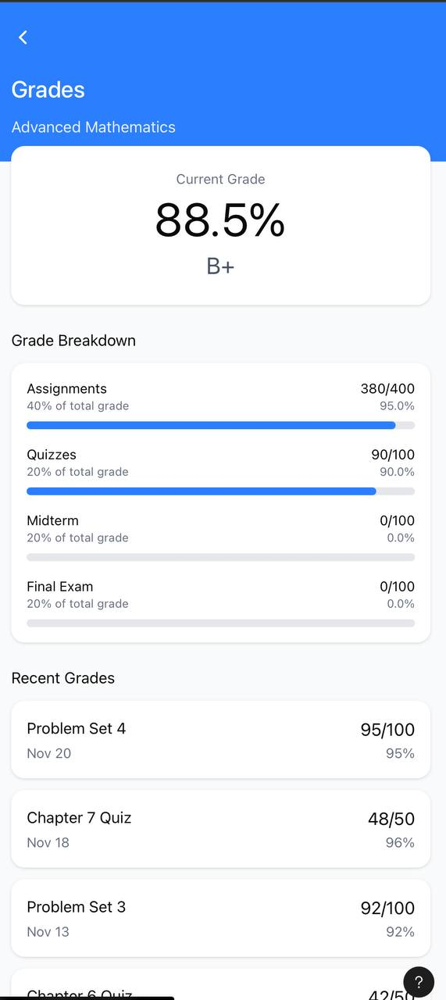 Grades
Advanced Mathematics
Current Grade
88.5%
B+
Grade Breakdown
Assignments 380/400
40% of total grade 95.0%
Quizzes 90/100
20% of total grade 90.0%
Midterm 0/100
20% of total grade 0.0%
Final Exam 0/100
20% of total grade 0.0%
Recent Grades
Problem Set 4 95/100
Nov 20 95%
Chapter 7 Quiz 48/50
Nov 18 96%
Problem Set 3 92/100
Nov 13 92%
Chapter 6 Quiz 42/50
?